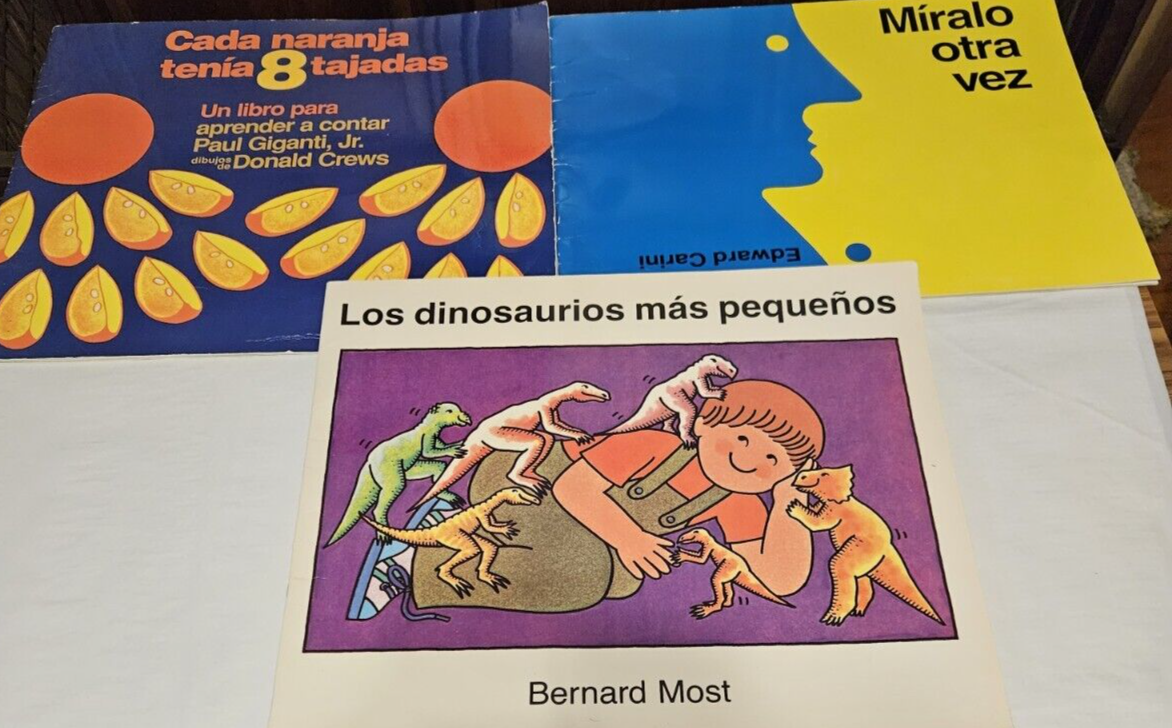 Cada naranja
tenía 8 tajadas
Un libro para
aprender a contar
Paul Giganti, Jr.
dibujos de Donald Crews
Míralo
otra
vez
Edward Carini
Los dinosaurios más pequeños
Bernard Most